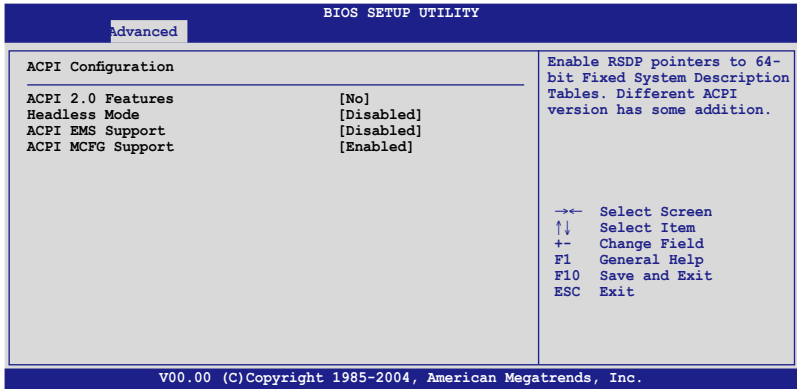 BIOS SETUP UTILITY
Advanced
ACPI Configuration
ACPI 2.0 Features [No]
Headless Mode [Disabled]
ACPI EMS Support [Disabled]
ACPI MCFG Support [Enabled]
Enable RSDP pointers to 64-
bit Fixed System Description
Tables. Different ACPI
version has some addition.
→← Select Screen
↑↓ Select Item
+- Change Field
F1 General Help
F10 Save and Exit
ESC Exit
V00.00 (C)Copyright 1985-2004, American Megatrends, Inc.